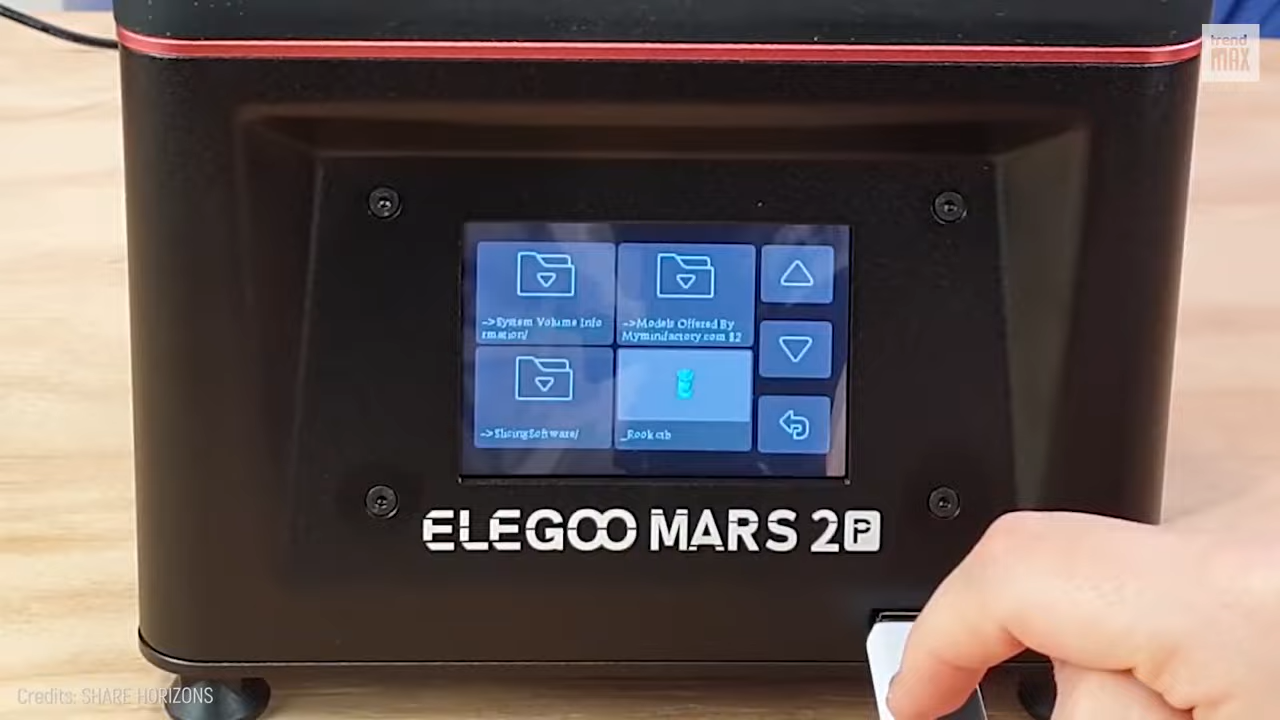 trend
MAX
->System Volume Info
rmation/
->Models Offered By
Myminifactory.com $2
->SlicingSoftware/
_Rook.ctb
ELEGOO MARS 2P
Credits: SHARE HORIZONS